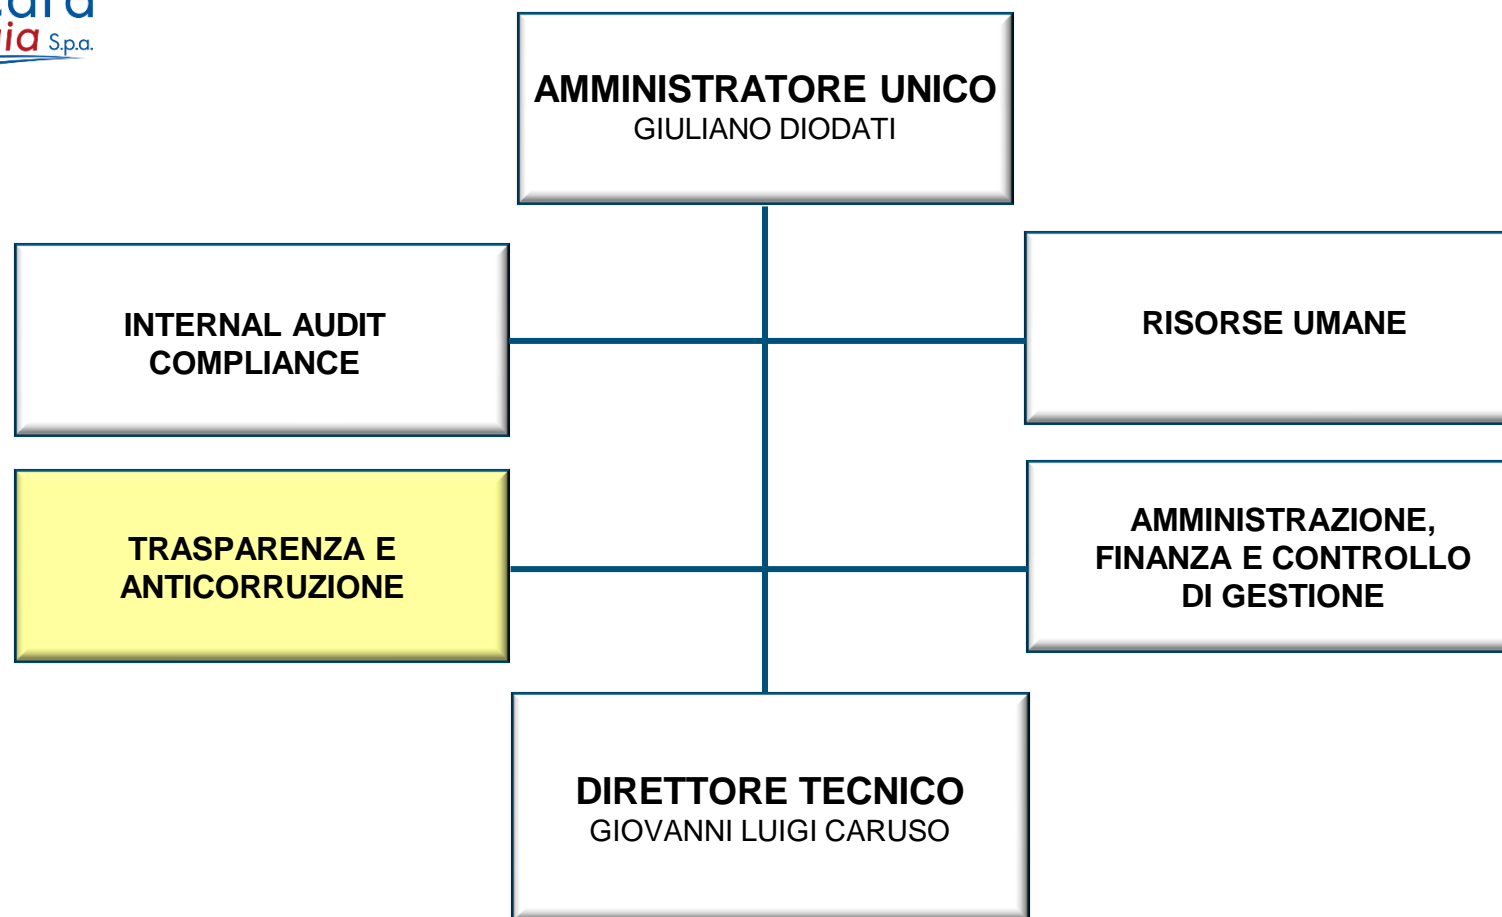 S.p.a.
AMMINISTRATORE UNICO
GIULIANO DIODATI
INTERNAL AUDIT
COMPLIANCE
RISORSE UMANE
TRASPARENZA E
ANTICORRUZIONE
AMMINISTRAZIONE,
FINANZA E CONTROLLO
DI GESTIONE
DIRETTORE TECNICO
GIOVANNI LUIGI CARUSO